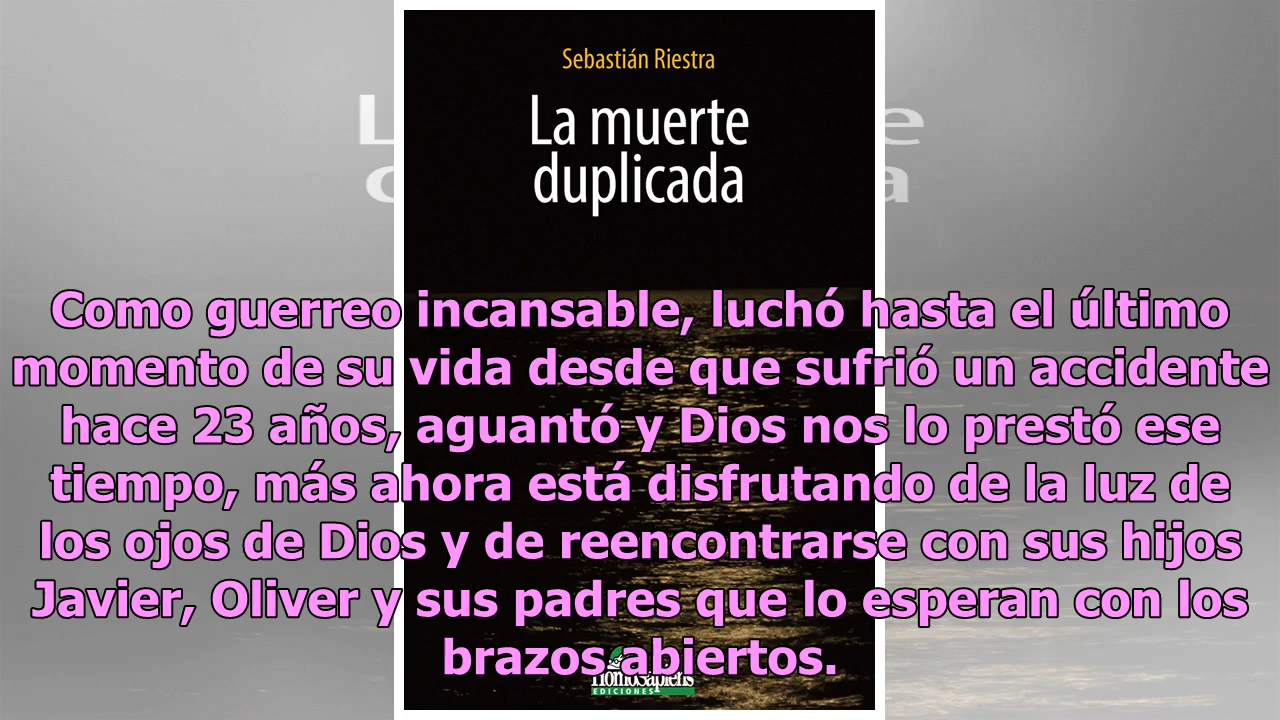 Sebastián Riestra
La muerte
duplicada
Como guerreo incansable, luchó hasta el último
momento de su vida desde que sufrió un accidente
hace 23 años, aguantó y Dios nos lo prestó ese
tiempo, más ahora está disfrutando de la luz de
los ojos de Dios y de reencontrarse con sus hijos
Javier, Oliver y sus padres que lo esperan con los
brazos abiertos.
HomoSapiens
EDICIONES